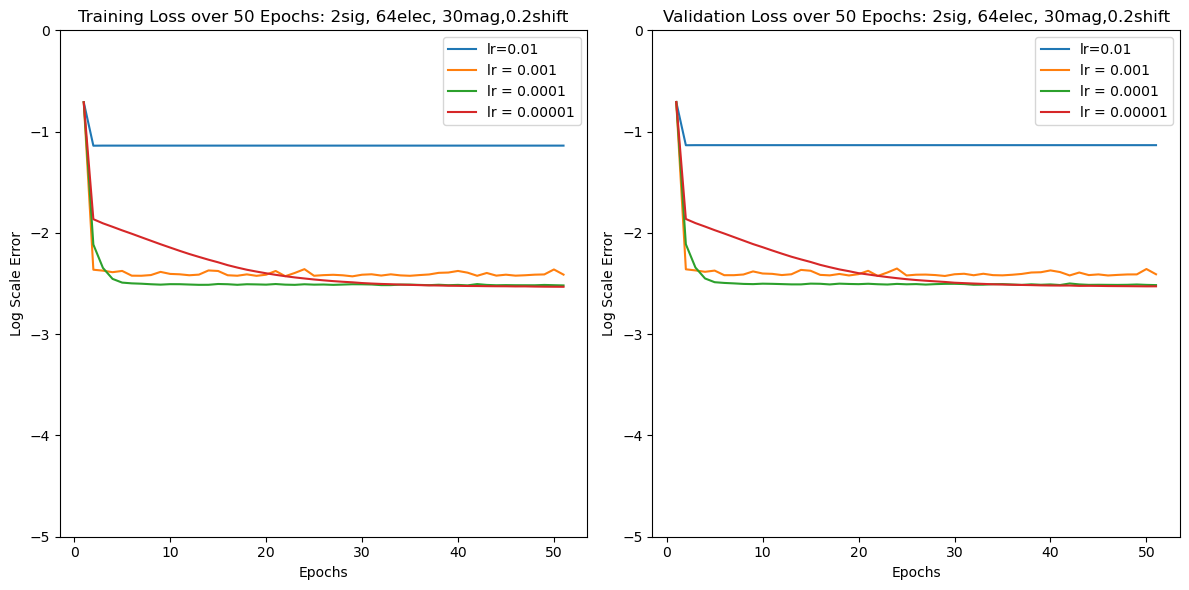 Training Loss over 50 Epochs: 2sig, 64elec, 30mag,0.2shift
0
−1
−2
−3
−4
−5
Log Scale Error
lr=0.01
lr = 0.001
lr = 0.0001
lr = 0.00001
0 10 20 30 40 50
Epochs
Validation Loss over 50 Epochs: 2sig, 64elec, 30mag,0.2shift
0
−1
−2
−3
−4
−5
Log Scale Error
lr=0.01
lr = 0.001
lr = 0.0001
lr = 0.00001
0 10 20 30 40 50
Epochs